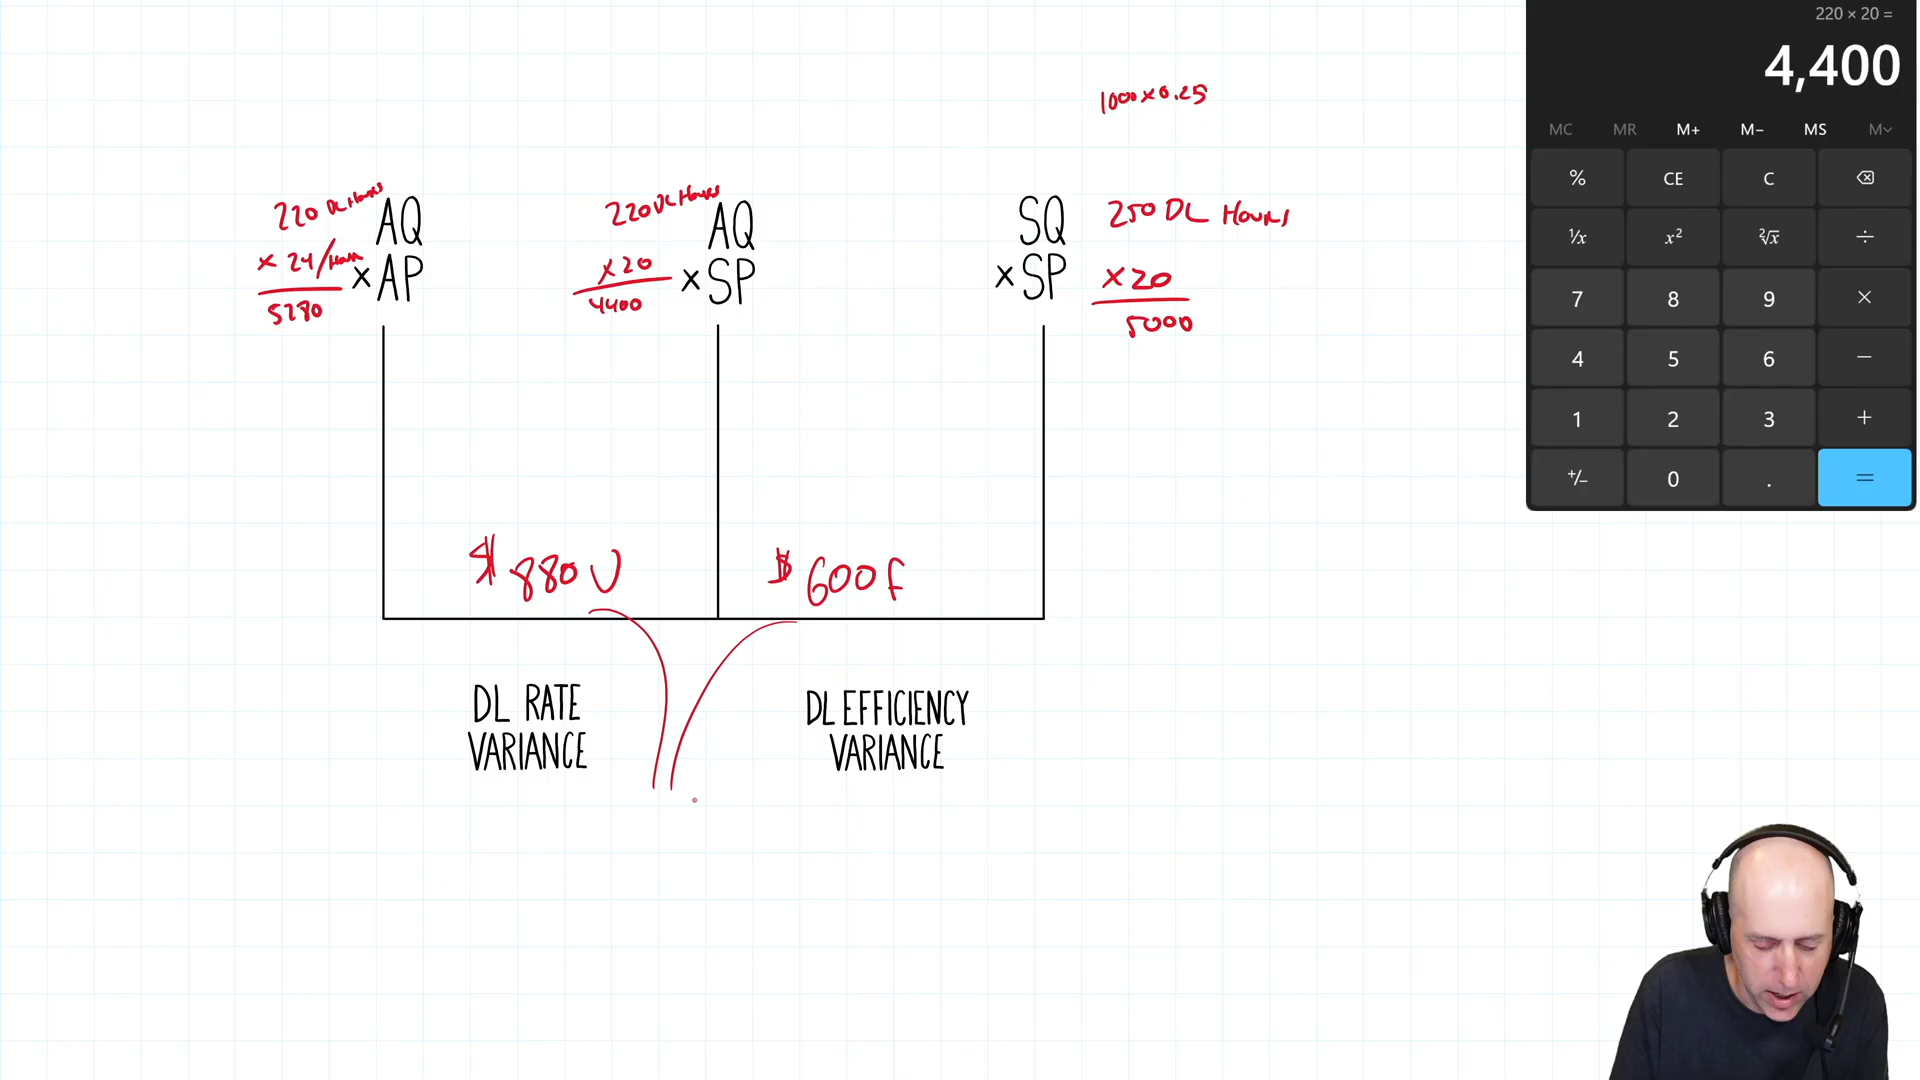 1000 x 0.25
220 DL Hours AQ
x 24/Hour x AP
5280
220 DL Hours AQ
x 20 x SP
4400
SQ 250 DL Hours
x SP x 20
5000
$ 880 U
$ 600 F
DL RATE
VARIANCE
DL EFFICIENCY
VARIANCE
220 × 20 =
4,400
MC MR M+ M− MS M˅
% CE C
¹/x x² ²√x ÷
7 8 9 ×
4 5 6 −
1 2 3 +
+/− 0 . =